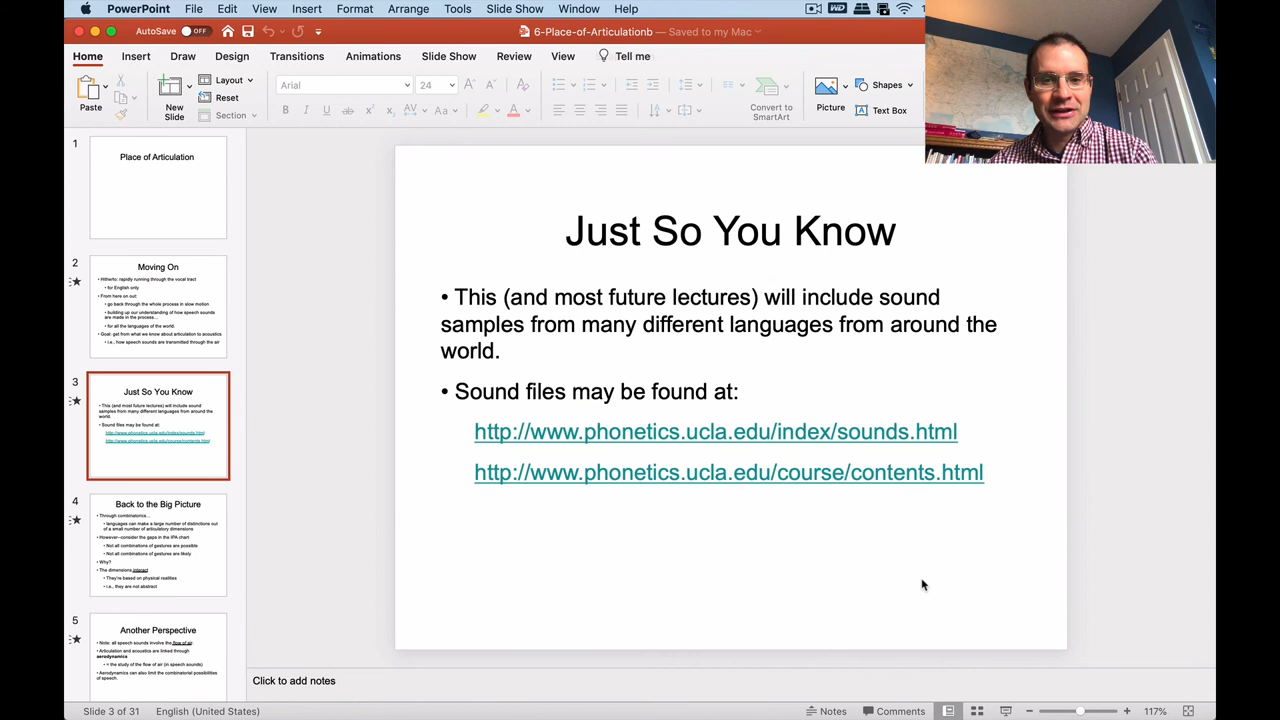 PowerPoint File Edit View Insert Format Arrange Tools Slide Show Window Help
AutoSave OFF 6-Place-of-Articulationb — Saved to my Mac
Home Insert Draw Design Transitions Animations Slide Show Review View Tell me
Paste New Slide Layout Reset Section Arial 24 Convert to SmartArt Picture Shapes Text Box
1
Place of Articulation
2
Moving On
• Hitherto: rapidly running through the vocal tract
• for English only
• From here on out:
• go back through the whole process in slow motion
• building up our understanding of how speech sounds
are made in the process…
• for all the languages of the world.
• Goal: get from what we know about articulation to acoustics
• i.e., how speech sounds are transmitted through the air
3
Just So You Know
• This (and most future lectures) will include sound
samples from many different languages from around the
world.
• Sound files may be found at:
http://www.phonetics.ucla.edu/index/sounds.html
http://www.phonetics.ucla.edu/course/contents.html
4
Back to the Big Picture
• Through combinatorics…
• languages can make a large number of distinctions out
of a small number of articulatory dimensions
• However--consider the gaps in the IPA chart
• Not all combinations of gestures are possible
• Not all combinations of gestures are likely
• Why?
• The dimensions interact
• They're based on physical realities
• i.e., they are not abstract
5
Another Perspective
• Note: all speech sounds involve the flow of air.
• Articulation and acoustics are linked through
aerodynamics
• = the study of the flow of air (in speech sounds)
• Aerodynamics can also limit the combinatorial possibilities
of speech.
Just So You Know
• This (and most future lectures) will include sound
samples from many different languages from around the
world.
• Sound files may be found at:
http://www.phonetics.ucla.edu/index/sounds.html
http://www.phonetics.ucla.edu/course/contents.html
Click to add notes
Slide 3 of 31 English (United States) Notes Comments 117%